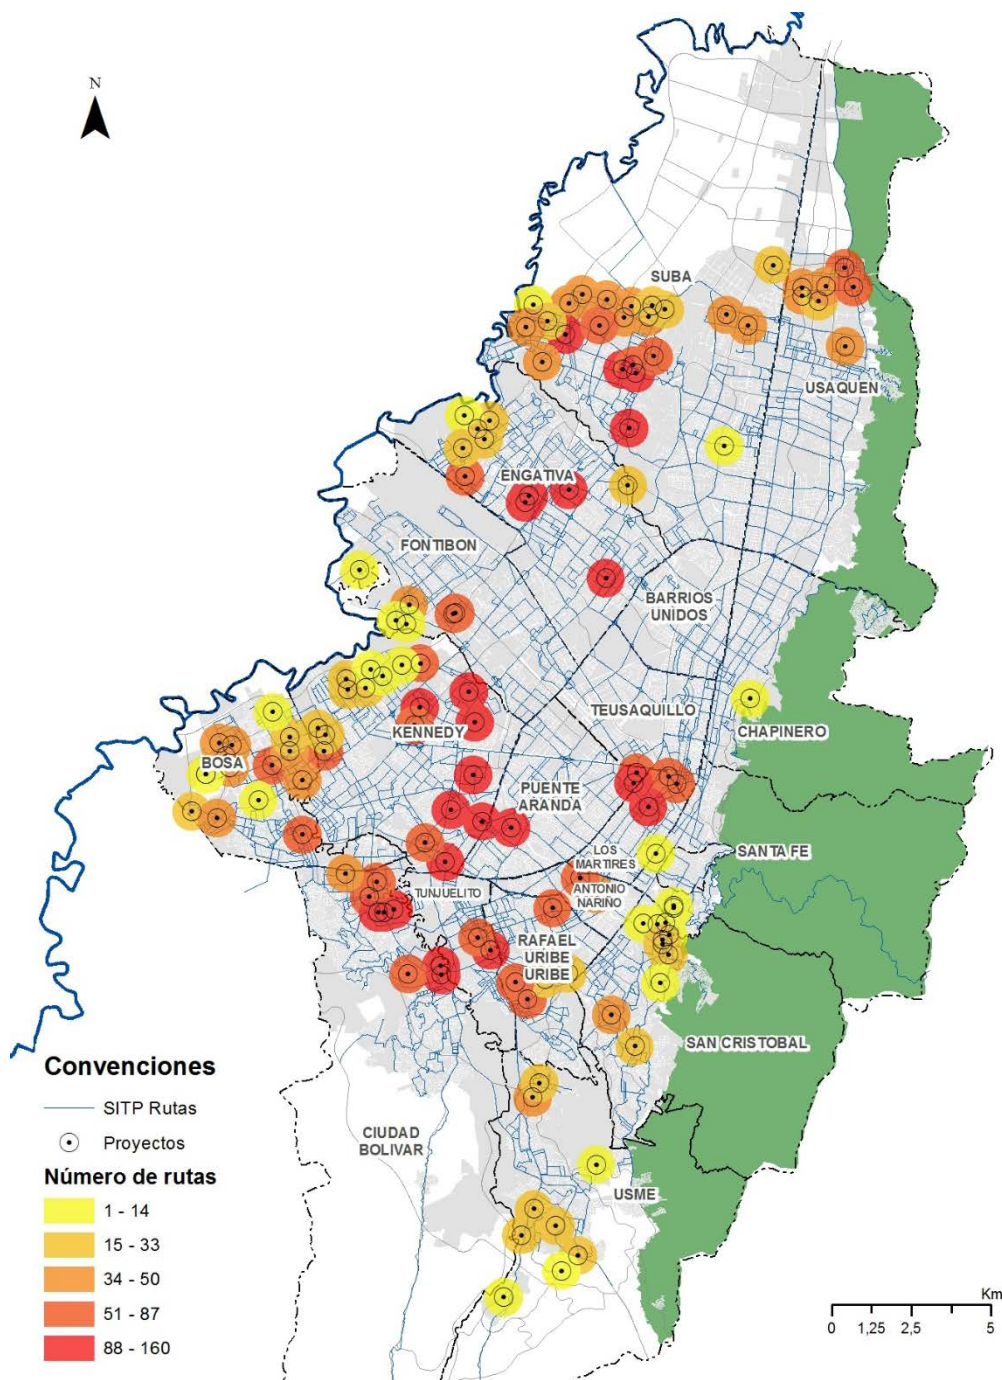 N
SUBA
USAQUEN
ENGATIVA
FONTIBON
BARRIOS
UNIDOS
TEUSAQUILLO
CHAPINERO
KENNEDY
BOSA
PUENTE
ARANDA
LOS
MARTIRES
SANTA FE
TUNJUELITO
ANTONIO
NARIÑO
RAFAEL
URIBE
URIBE
SAN CRISTOBAL
CIUDAD
BOLIVAR
USME
Convenciones
SITP Rutas
Proyectos
Número de rutas
1 - 14
15 - 33
34 - 50
51 - 87
88 - 160
Km
0 1,25 2,5 5